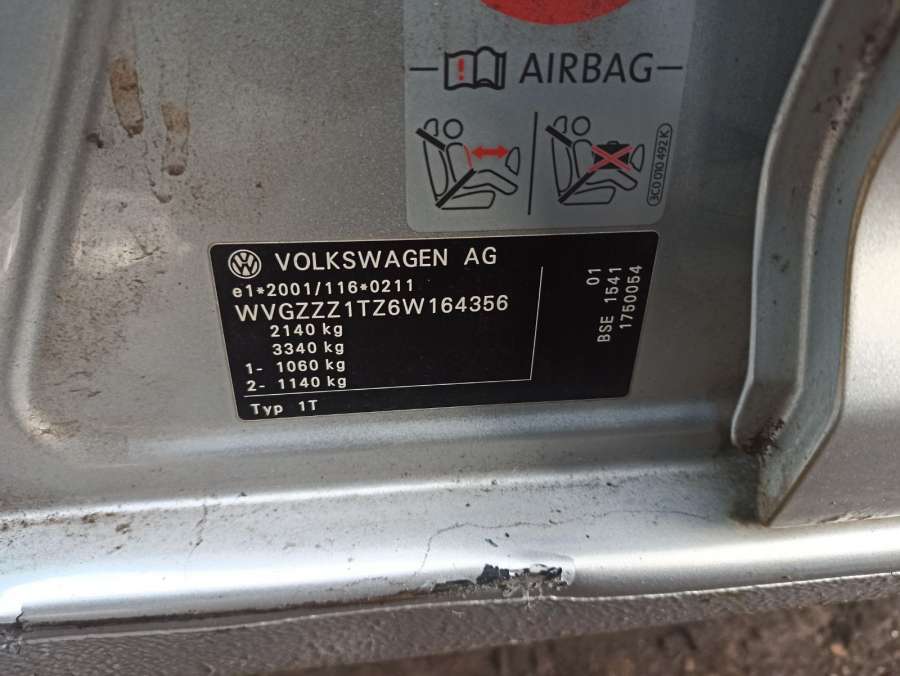 AIRBAG
3C0 010 492 K
VOLKSWAGEN AG
e1*2001/116*0211
WVGZZZ1TZ6W164356
2140 kg
3340 kg
1- 1060 kg
2- 1140 kg
Typ 1T
01
BSE 1541
1750054